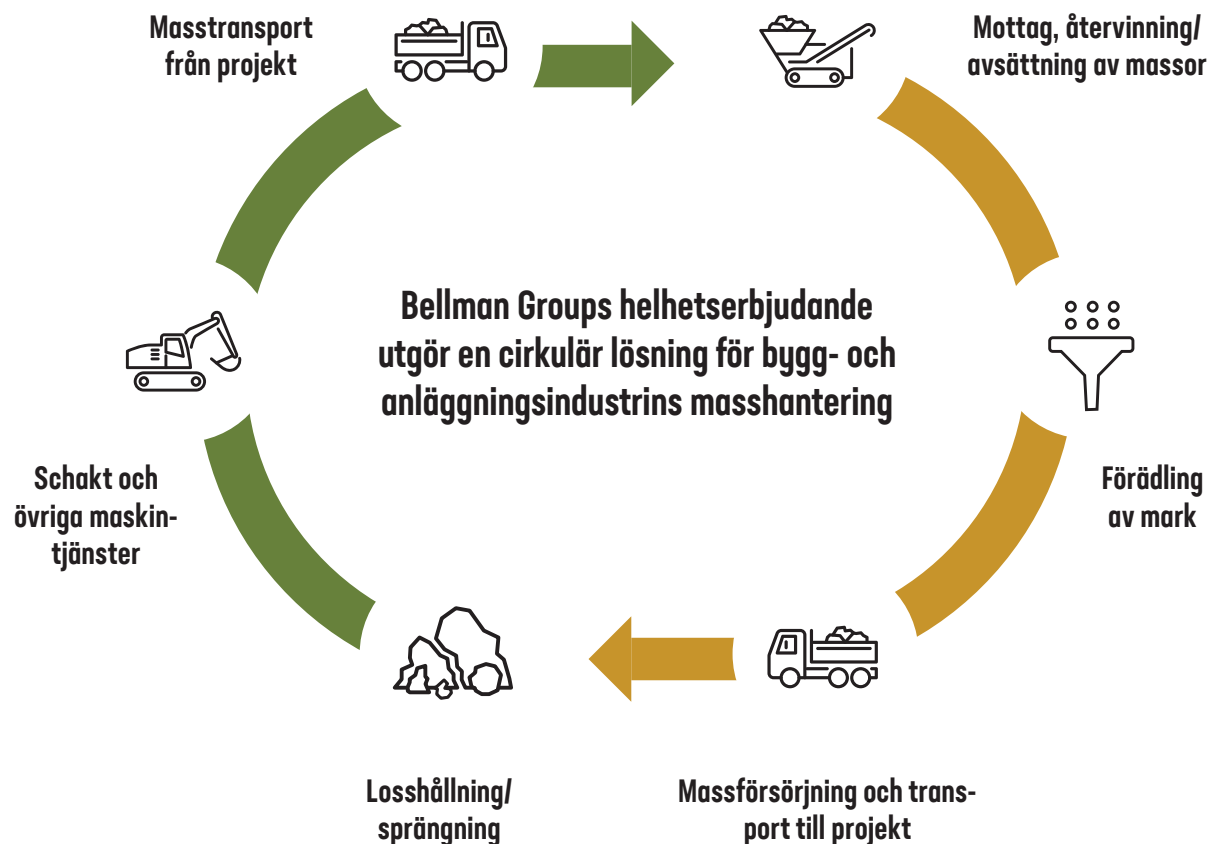 Masstransport
från projekt
Mottag, återvinning/
avsättning av massor
Bellman Groups helhetserbjudande
utgör en cirkulär lösning för bygg- och
anläggningsindustrins masshantering
Schakt och
övriga maskin-
tjänster
Förädling
av mark
Losshållning/
sprängning
Massförsörjning och trans-
port till projekt